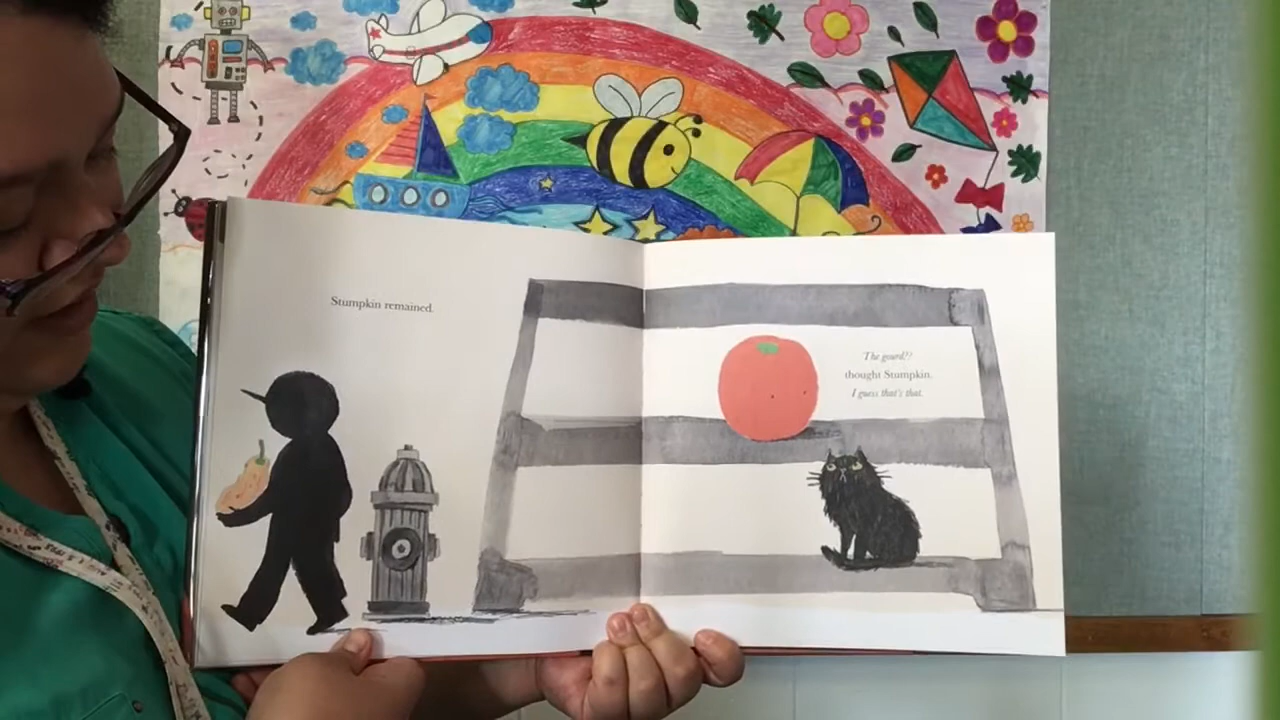 Stumpkin remained.
The gourd??
thought Stumpkin.
I guess that's that.